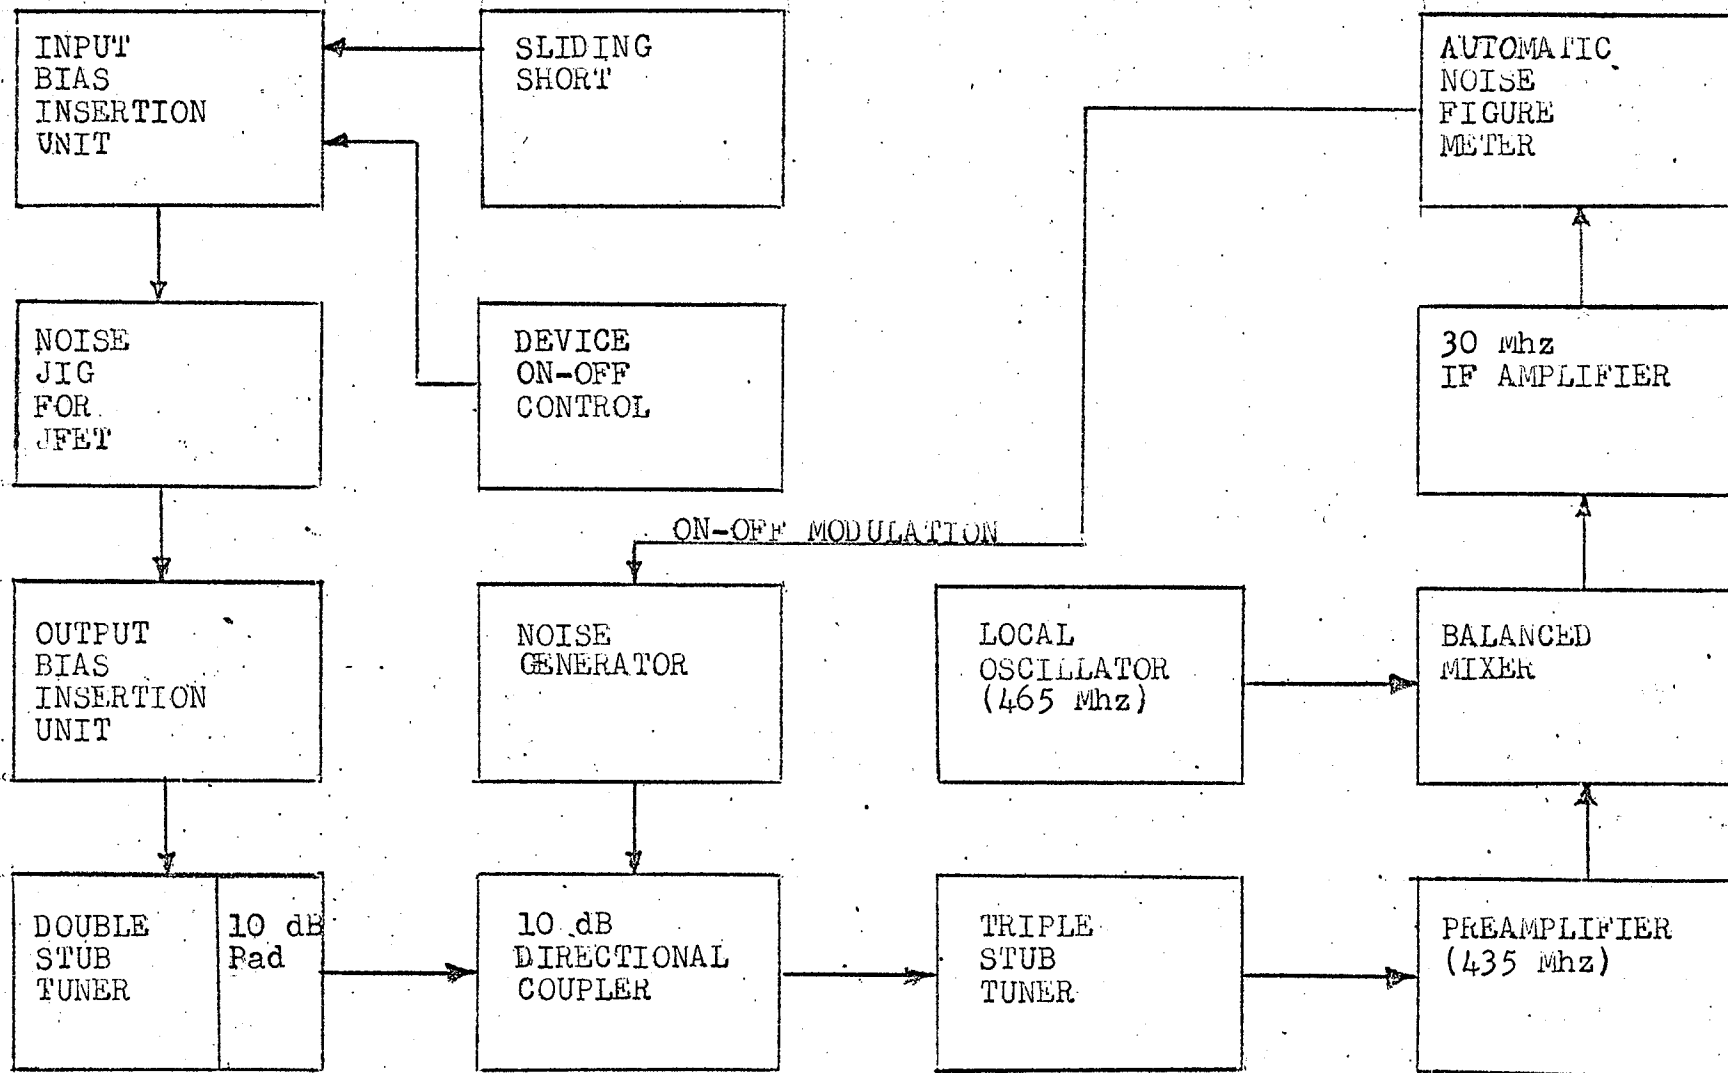 INPUT
BIAS
INSERTION
UNIT
SLIDING
SHORT
AUTOMATIC
NOISE
FIGURE
METER
NOISE
JIG
FOR
JFET
DEVICE
ON-OFF
CONTROL
30 Mhz
IF AMPLIFIER
ON-OFF MODULATION
OUTPUT
BIAS
INSERTION
UNIT
NOISE
GENERATOR
LOCAL
OSCILLATOR
(465 Mhz)
BALANCED
MIXER
DOUBLE
STUB
TUNER
10 dB
Pad
10 dB
DIRECTIONAL
COUPLER
TRIPLE
STUB
TUNER
PREAMPLIFIER
(435 Mhz)